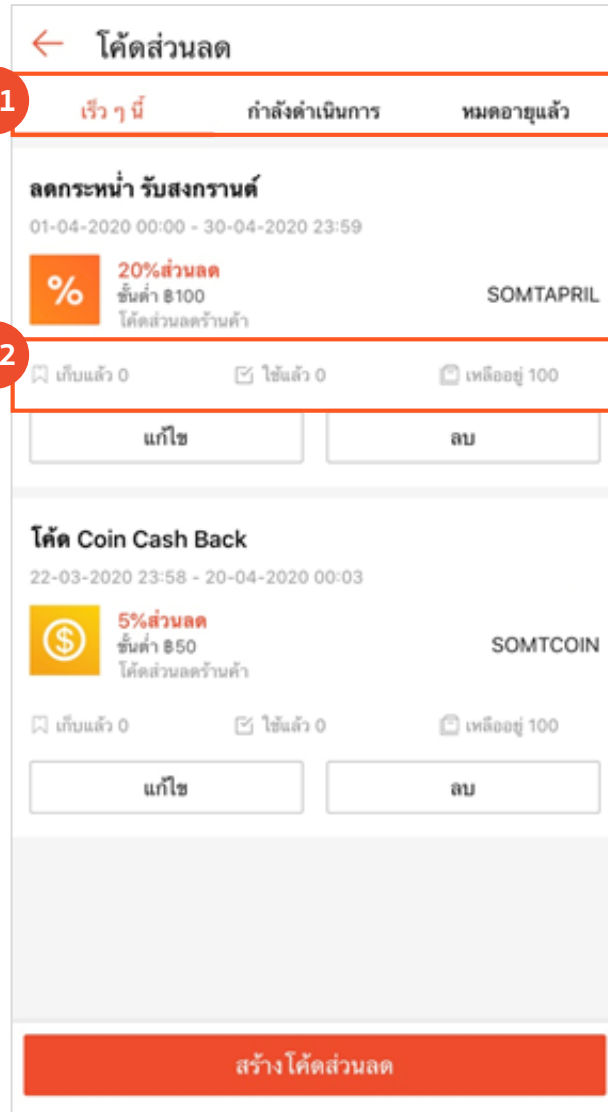 โค้ดส่วนลด
1
เร็ว ๆ นี้ กำลังดำเนินการ หมดอายุแล้ว
ลดกระหน่ำ รับสงกรานต์
01-04-2020 00:00 - 30-04-2020 23:59
%
20%ส่วนลด
ขั้นต่ำ ฿100
SOMTAPRIL
โค้ดส่วนลดร้านค้า
2
เก็บแล้ว 0 ใช้แล้ว 0 เหลืออยู่ 100
แก้ไข ลบ
โค้ด Coin Cash Back
22-03-2020 23:58 - 20-04-2020 00:03
$
5%ส่วนลด
ขั้นต่ำ ฿50
SOMTCOIN
โค้ดส่วนลดร้านค้า
เก็บแล้ว 0 ใช้แล้ว 0 เหลืออยู่ 100
แก้ไข ลบ
สร้างโค้ดส่วนลด